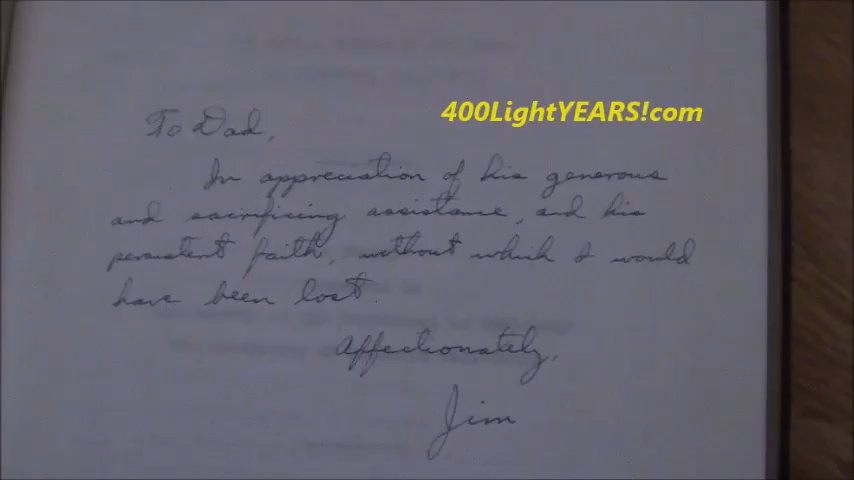 400LightYEARS!com
To Dad,
In appreciation of his generous
and sacrificing assistance, and his
persistent faith, without which I would
have been lost.
Affectionately,
Jim